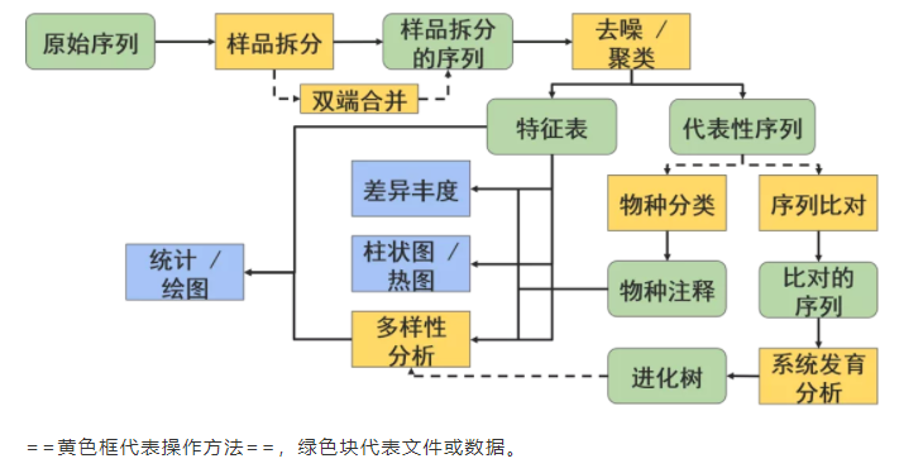 原始序列
样品拆分
样品拆分
的序列
去噪 /
聚类
双端合并
特征表
代表性序列
差异丰度
物种分类
序列比对
统计 /
绘图
柱状图 /
热图
物种注释
比对的
序列
多样性
分析
进化树
系统发育
分析
==黄色框代表操作方法==，绿色块代表文件或数据。